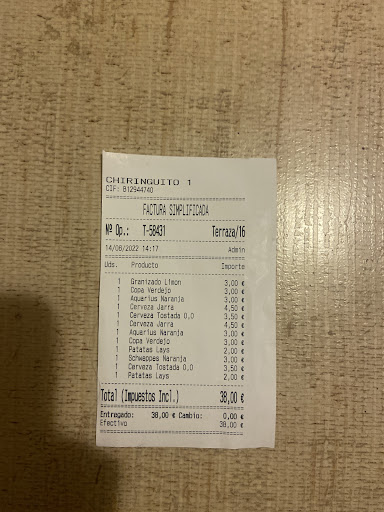 CHIRINGUITO 1
CIF: B12944740
FACTURA SIMPLIFICADA
Nº Op.: T-58431 Terraza/16
14/06/2022 14:17 Admin
Uds. Producto Importe
1 Granizado Limon 3,00 €
1 Copa Verdejo 3,00 €
1 Aquarius Naranja 3,00 €
1 Cerveza Jarra 4,50 €
1 Cerveza Tostada 0,0 3,50 €
1 Cerveza Jarra 4,50 €
1 Aquarius Naranja 3,00 €
1 Copa Verdejo 3,00 €
1 Patatas Lays 2,00 €
1 Schweppes Naranja 3,00 €
1 Cerveza Tostada 0,0 3,50 €
1 Patatas Lays 2,00 €
Total (Impuestos Incl.) 38,00 €
Entregado: 38,00 € Cambio: 0,00 €
Efectivo 38,00 €